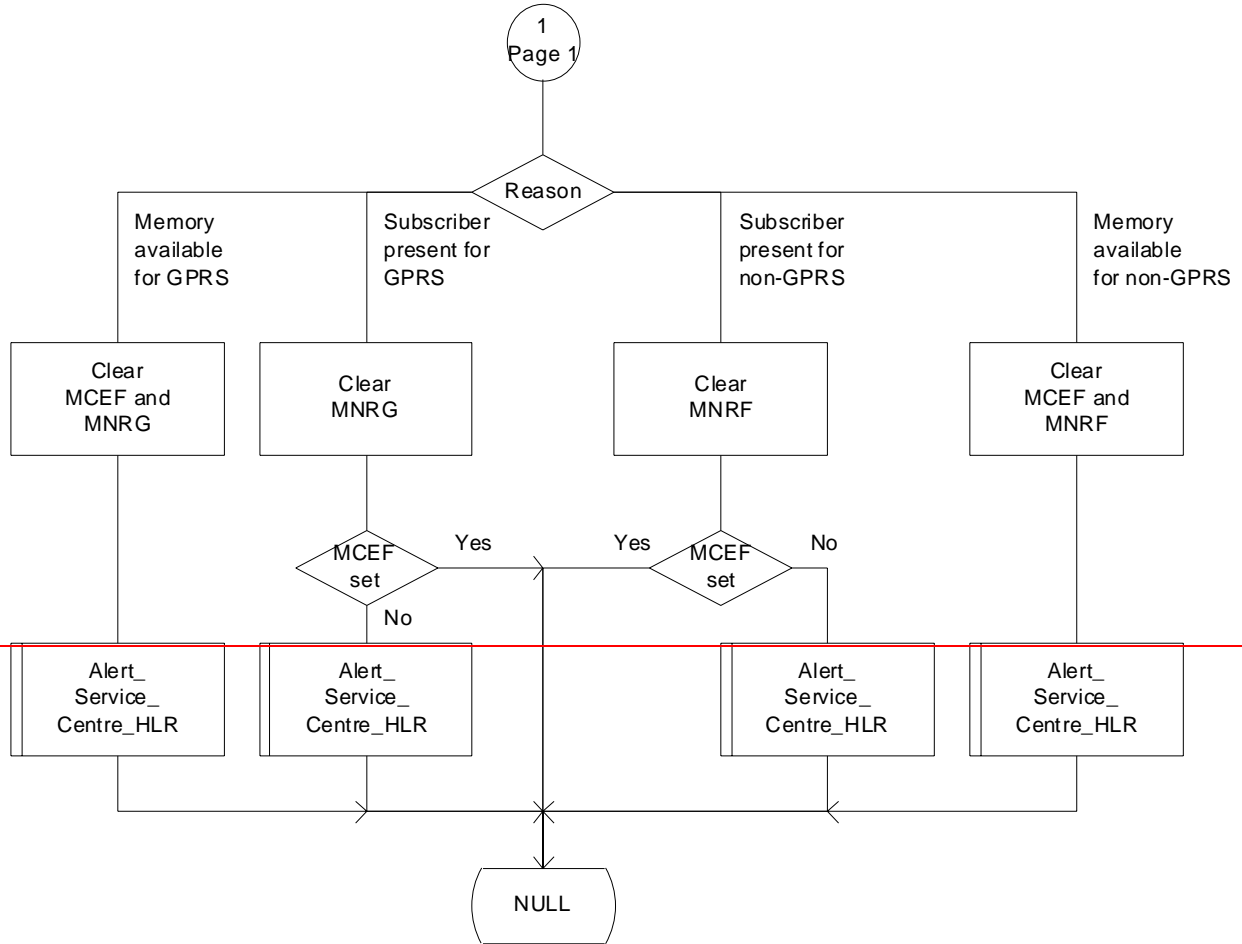 1
Page 1
Reason
Memory
available
for GPRS
Subscriber
present for
GPRS
Subscriber
present for
non-GPRS
Memory
available
for non-GPRS
Clear
MCEF and
MNRG
Clear
MNRG
Clear
MNRF
Clear
MCEF and
MNRF
MCEF
set
Yes
No
Yes
MCEF
set
No
Alert_
Service_
Centre_HLR
Alert_
Service_
Centre_HLR
Alert_
Service_
Centre_HLR
Alert_
Service_
Centre_HLR
NULL